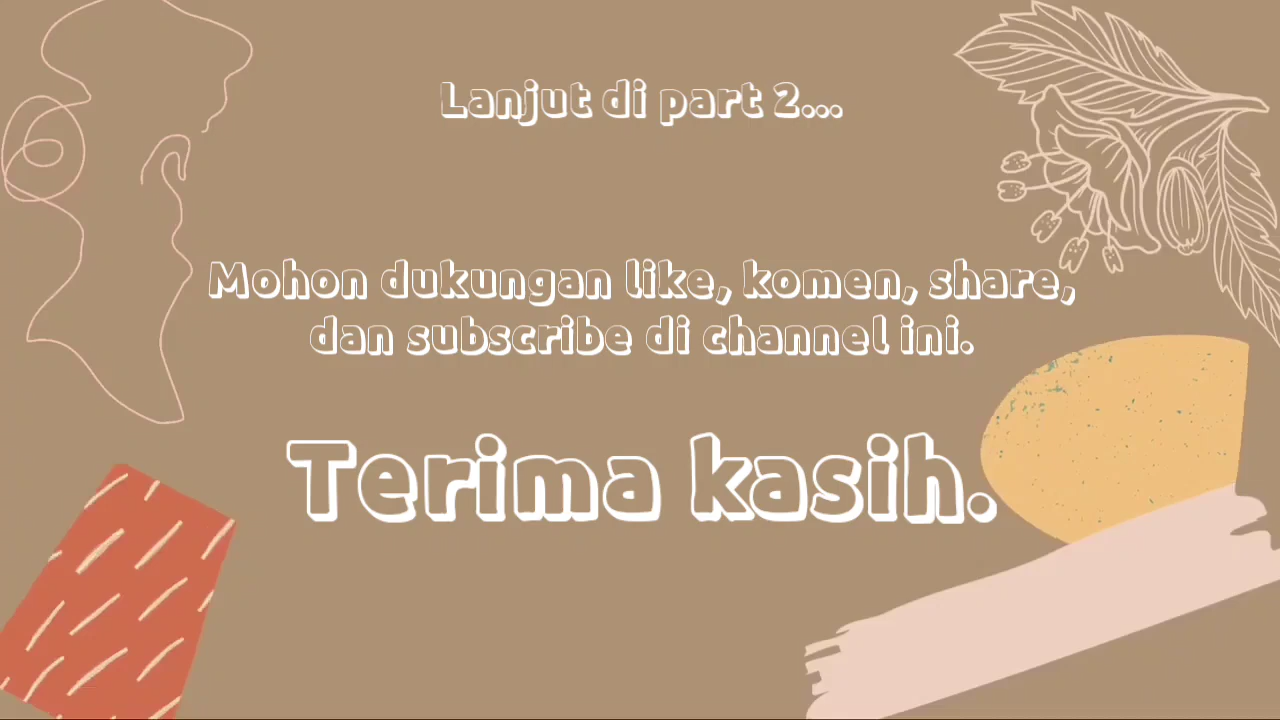 Lanjut di part 2...
Mohon dukungan like, komen, share,
dan subscribe di channel ini.
Terima kasih.